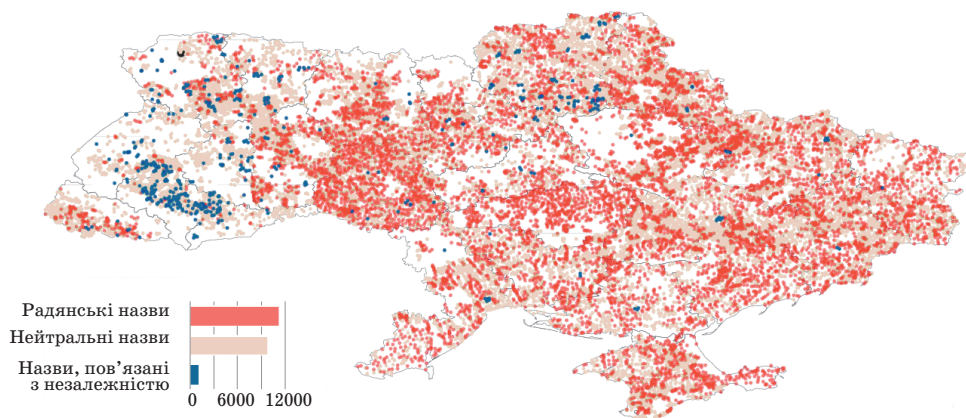 Радянські назви
Нейтральні назви
Назви, пов’язані
з незалежністю
0 6000 12000